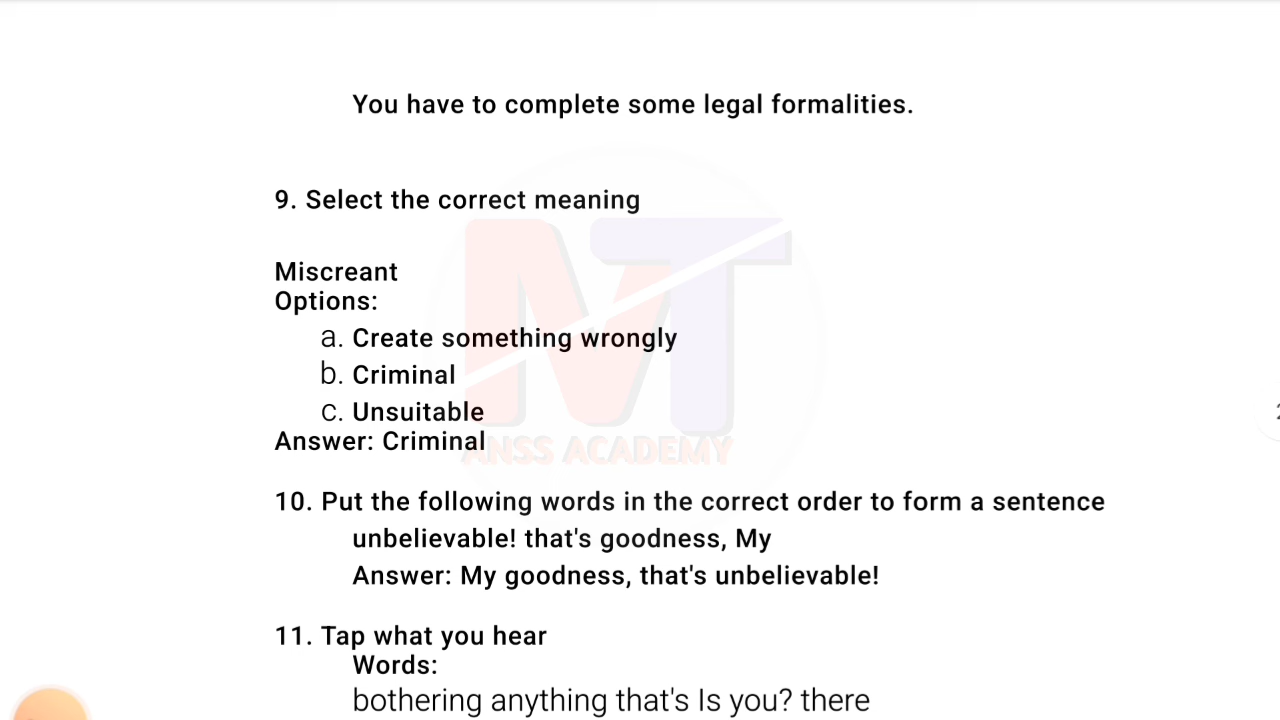 You have to complete some legal formalities.
9. Select the correct meaning
Miscreant
Options:
a. Create something wrongly
b. Criminal
c. Unsuitable
Answer: Criminal
ANSS ACADEMY
10. Put the following words in the correct order to form a sentence
unbelievable! that's goodness, My
Answer: My goodness, that's unbelievable!
11. Tap what you hear
Words:
bothering anything that's Is you? there